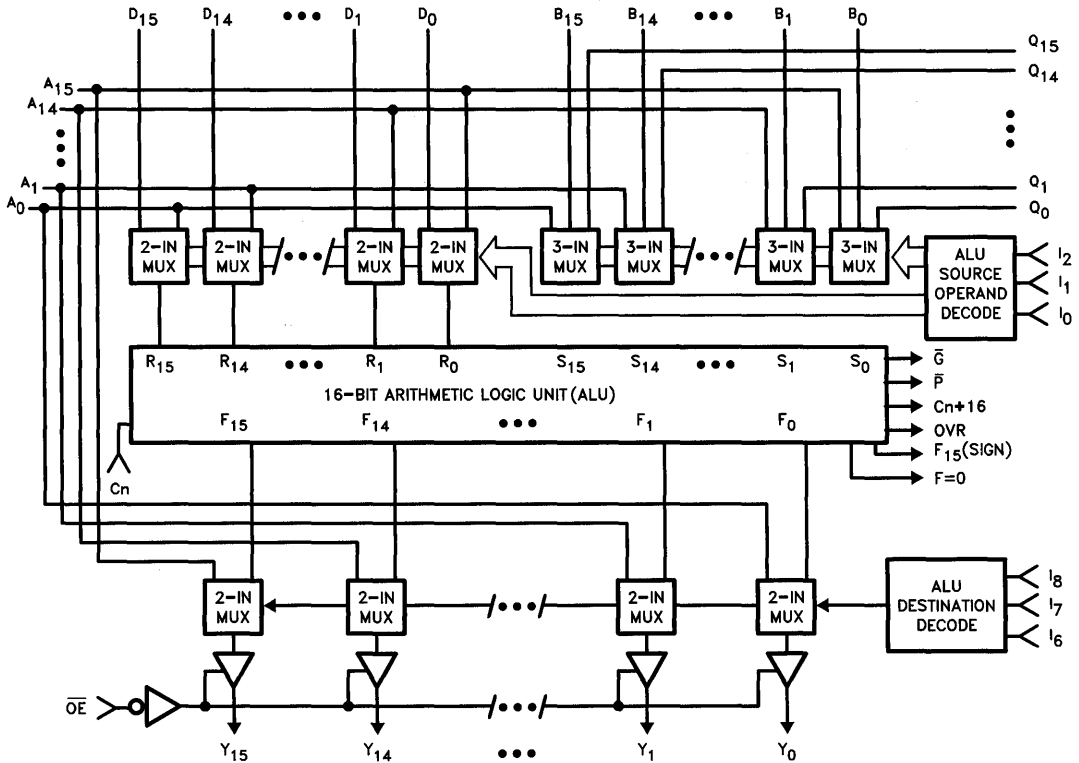 D15 D14 ••• D1 D0 B15 B14 ••• B1 B0
Q15
Q14
•••
Q1
Q0
A15
A14
•••
A1
A0
2-IN MUX
2-IN MUX
•••
2-IN MUX
2-IN MUX
3-IN MUX
3-IN MUX
•••
3-IN MUX
3-IN MUX
ALU
SOURCE
OPERAND
DECODE
I2
I1
I0
R15 R14 ••• R1 R0 S15 S14 ••• S1 S0
16-BIT ARITHMETIC LOGIC UNIT (ALU)
F15 F14 ••• F1 F0
G̅
P̅
Cn+16
OVR
F15(SIGN)
F=0
Cn
2-IN MUX
2-IN MUX
•••
2-IN MUX
2-IN MUX
ALU
DESTINATION
DECODE
I8
I7
I6
O̅E̅
•••
Y15 Y14 ••• Y1 Y0